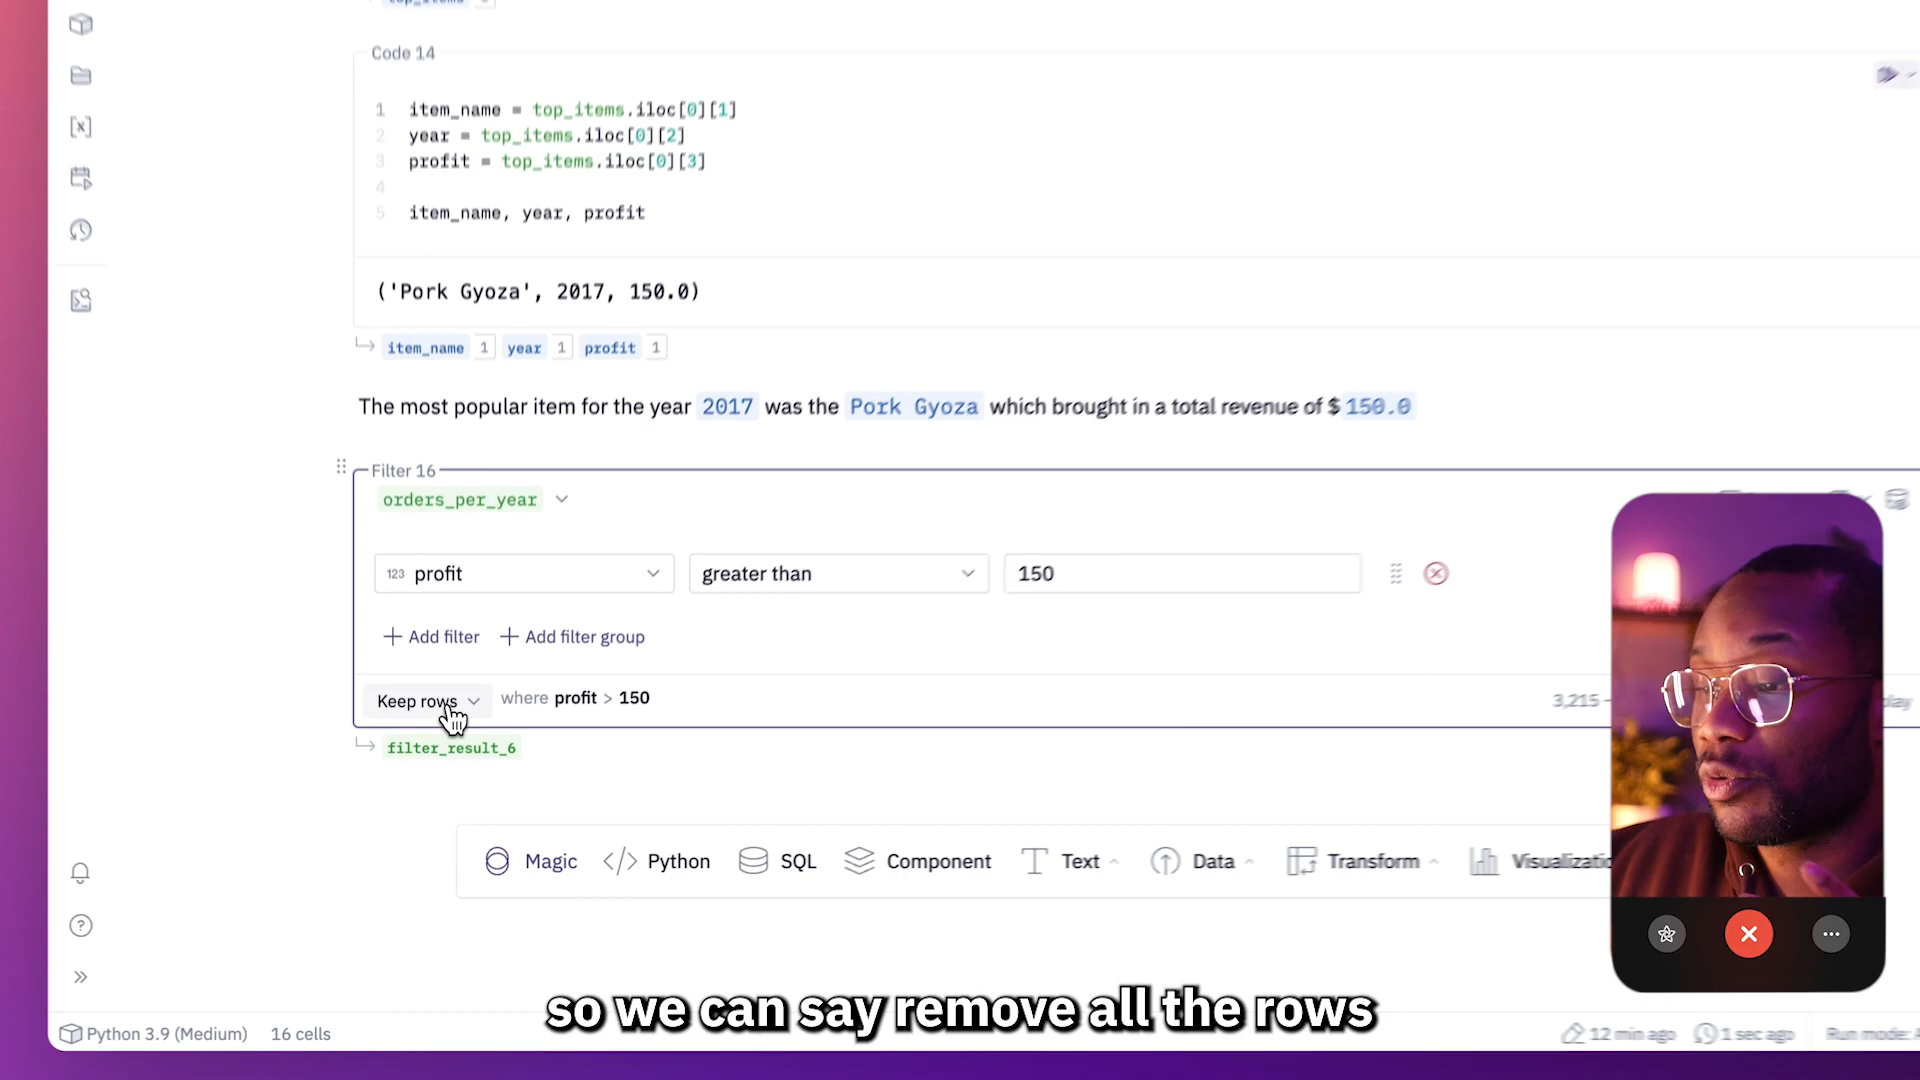 Code 14
1 item_name = top_items.iloc[0][1]
2 year = top_items.iloc[0][2]
3 profit = top_items.iloc[0][3]
4
5 item_name, year, profit
('Pork Gyoza', 2017, 150.0)
item_name 1 year 1 profit 1
The most popular item for the year 2017 was the Pork Gyoza which brought in a total revenue of $ 150.0
Filter 16
orders_per_year
123 profit greater than 150
+ Add filter + Add filter group
Keep rows where profit > 150 3,215
filter_result_6
Magic Python SQL Component Text Data Transform
so we can say remove all the rows
Python 3.9 (Medium) 16 cells 12 min ago 1 sec ago Run mode: